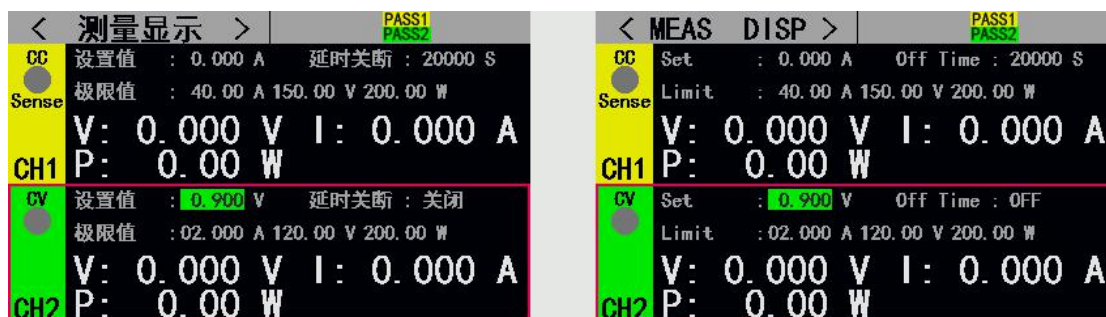 < 测量显示 > PASS1
PASS2
CC 设置值 : 0.000 A 延时关断 : 20000 S
Sense 极限值 : 40.00 A 150.00 V 200.00 W
V: 0.000 V I: 0.000 A
CH1 P: 0.00 W
CV 设置值 : 0.900 V 延时关断 : 关闭
极限值 :02.000 A 120.00 V 200.00 W
V: 0.000 V I: 0.000 A
CH2 P: 0.00 W
< MEAS DISP > PASS1
PASS2
CC Set : 0.000 A Off Time : 20000 S
Sense Limit : 40.00 A 150.00 V 200.00 W
V: 0.000 V I: 0.000 A
CH1 P: 0.00 W
CV Set : 0.900 V Off Time : OFF
Limit :02.000 A 120.00 V 200.00 W
V: 0.000 V I: 0.000 A
CH2 P: 0.00 W